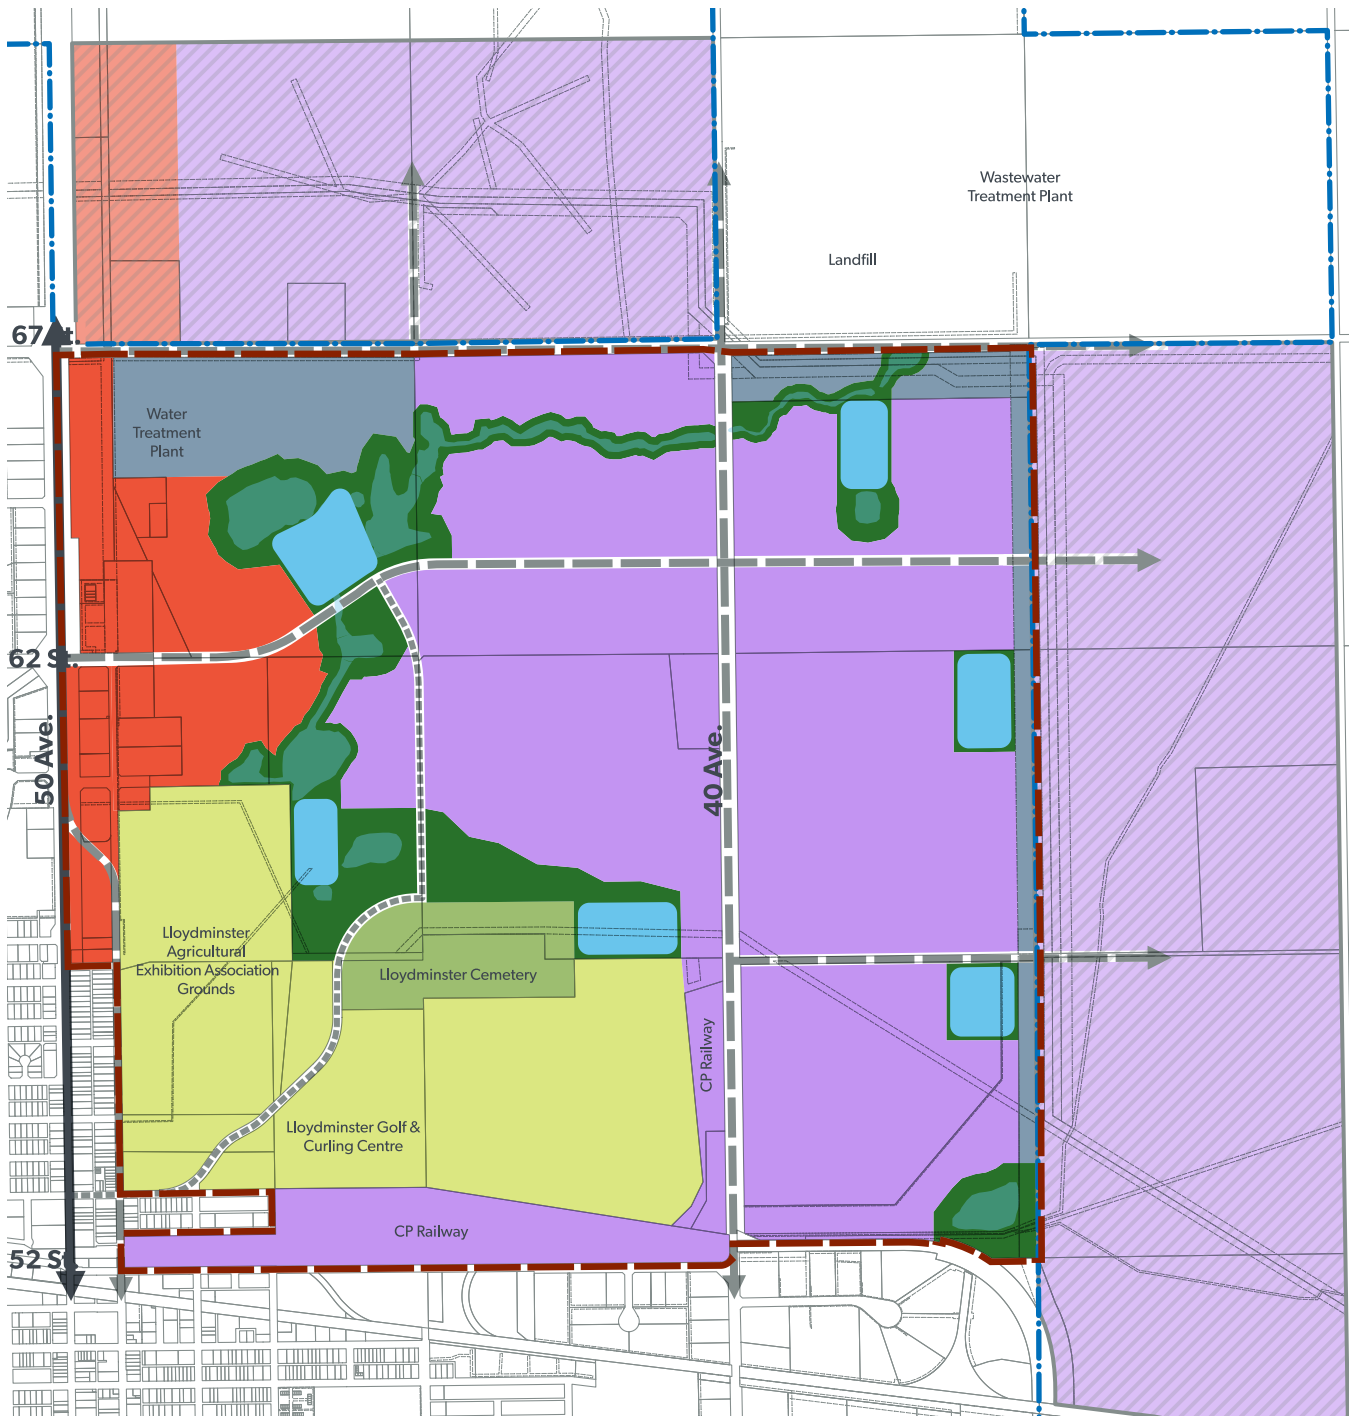 Wastewater
Treatment Plant
Landfill
67 St.
Water
Treatment
Plant
62 St.
50 Ave.
40 Ave.
Lloydminster
Agricultural
Exhibition Association
Grounds
Lloydminster Cemetery
CP Railway
Lloydminster Golf &
Curling Centre
CP Railway
52 St.